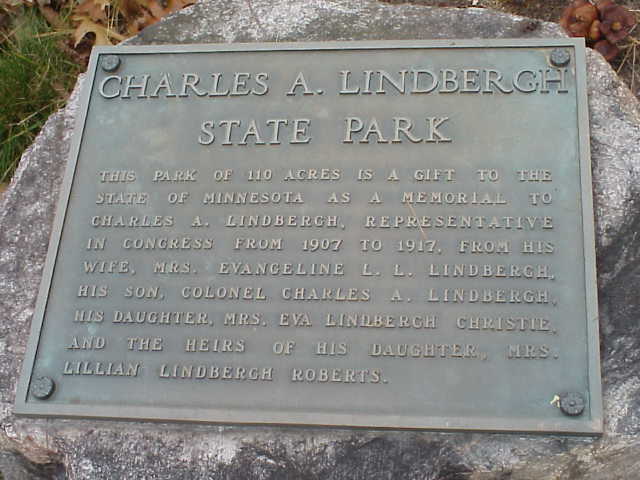 CHARLES A. LINDBERGH
STATE PARK
THIS PARK OF 110 ACRES IS A GIFT TO THE
STATE OF MINNESOTA AS A MEMORIAL TO
CHARLES A. LINDBERGH, REPRESENTATIVE
IN CONGRESS FROM 1907 TO 1917, FROM HIS
WIFE, MRS. EVANGELINE L. L. LINDBERGH,
HIS SON, COLONEL CHARLES A. LINDBERGH,
HIS DAUGHTER, MRS. EVA LINDBERGH CHRISTIE,
AND THE HEIRS OF HIS DAUGHTER, MRS.
LILLIAN LINDBERGH ROBERTS.